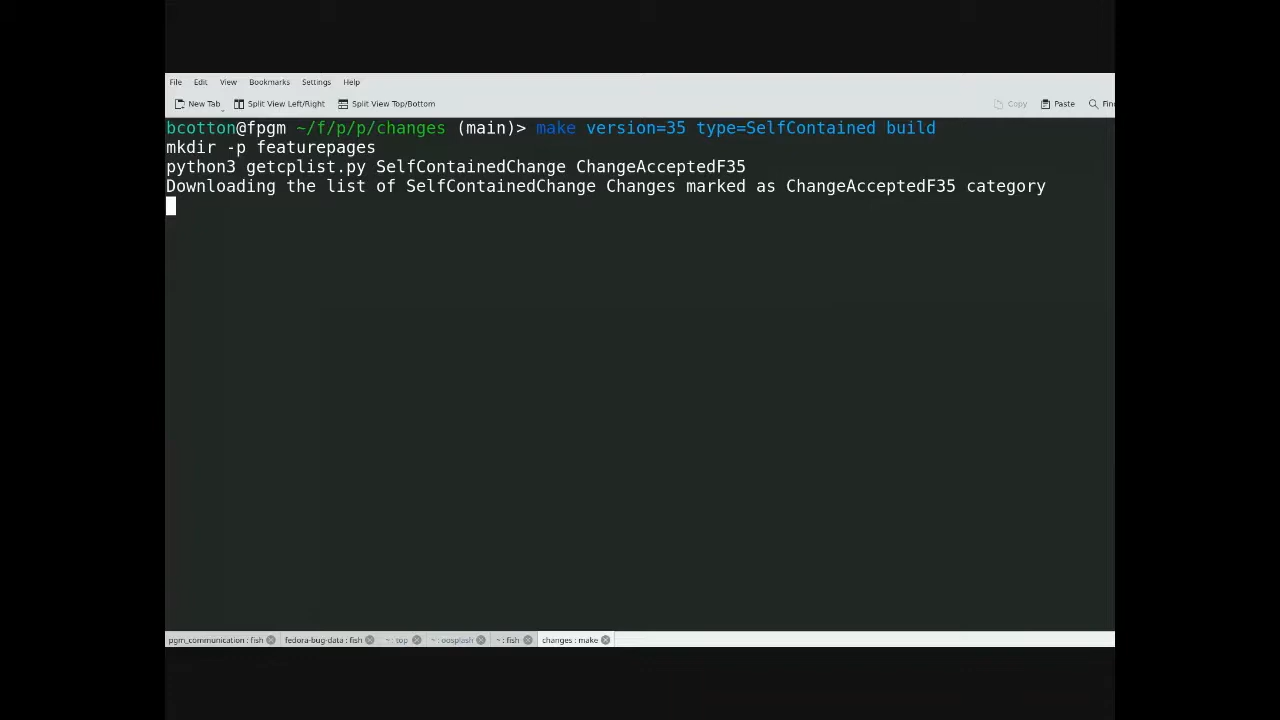 File Edit View Bookmarks Settings Help
New Tab Split View Left/Right Split View Top/Bottom Copy Paste
bcotton@fpgm ~/f/p/p/changes (main)> make version=35 type=SelfContained build
mkdir -p featurepages
python3 getcplist.py SelfContainedChange ChangeAcceptedF35
Downloading the list of SelfContainedChange Changes marked as ChangeAcceptedF35 category
pgm_communication : fish fedora-bug-data : fish ~ : top ~ : oosplash ~ : fish changes : make